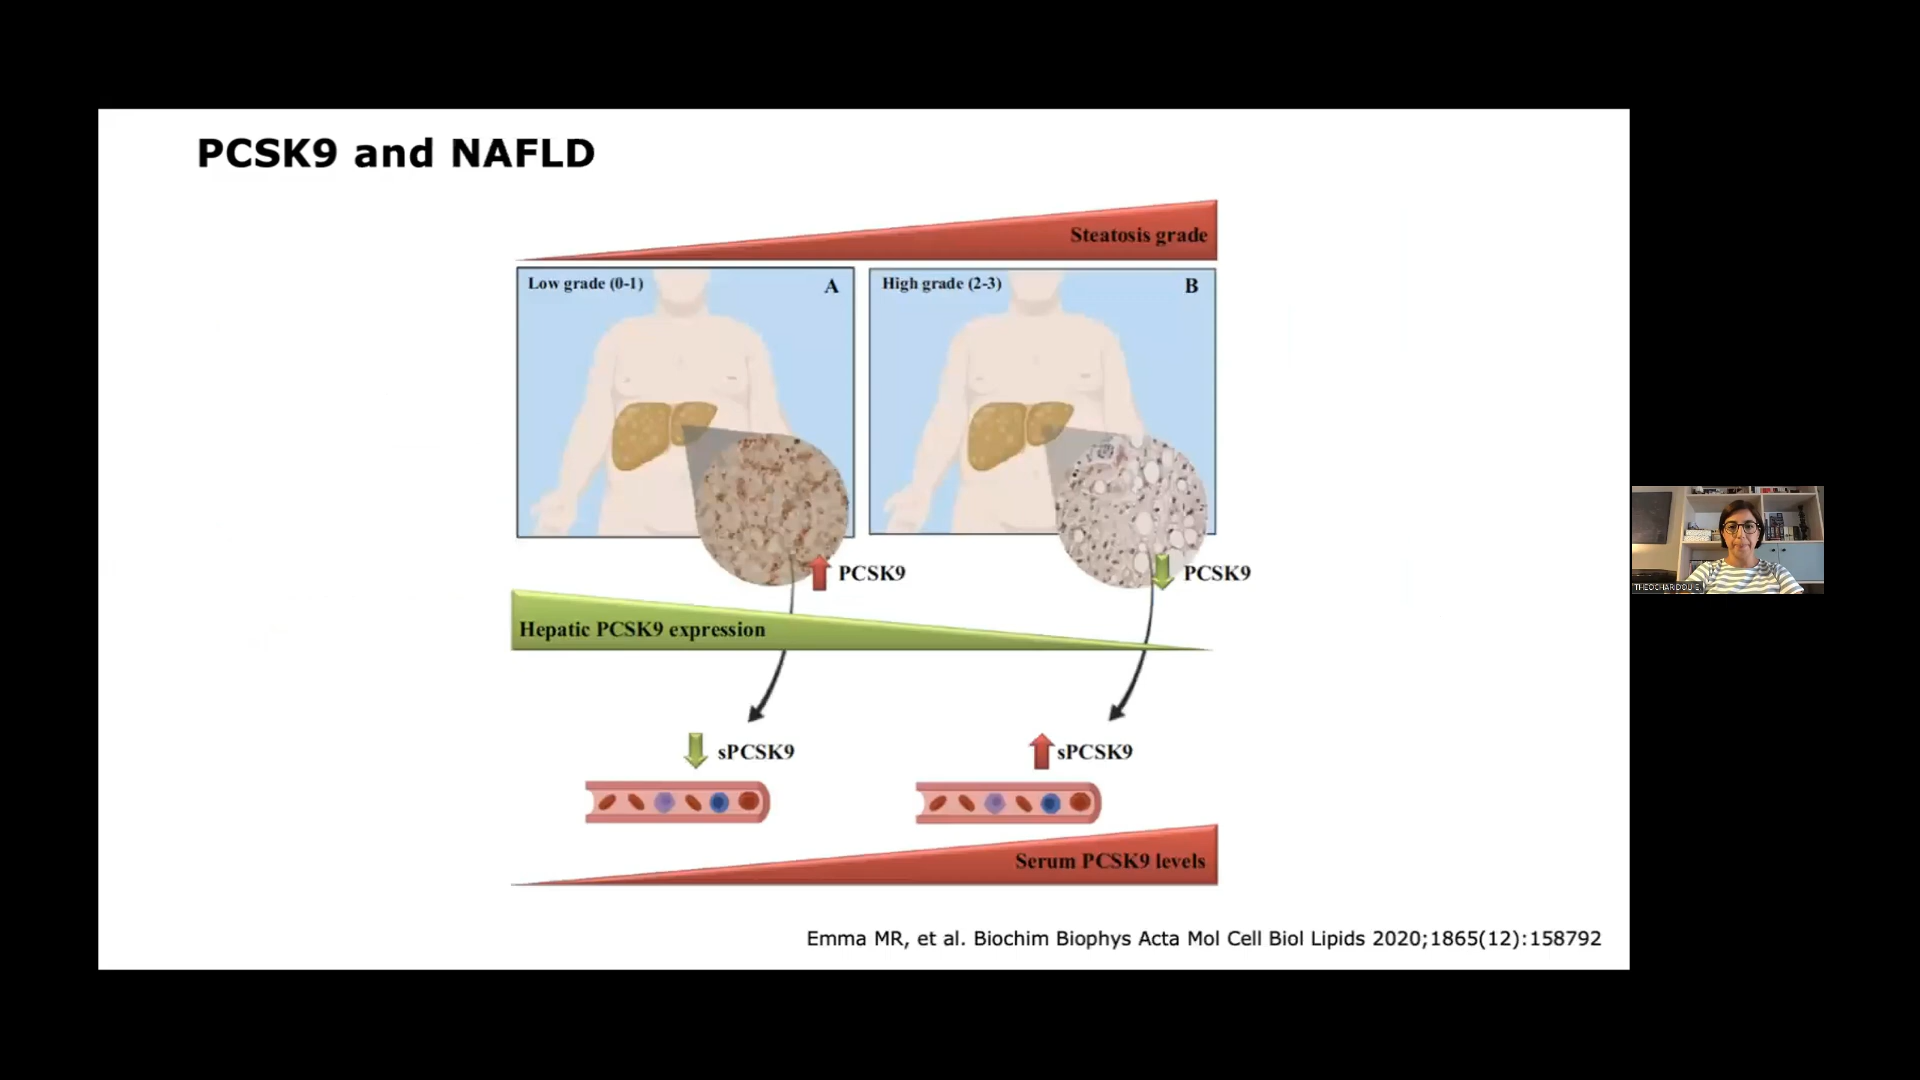 PCSK9 and NAFLD
Steatosis grade
Low grade (0-1)
A
High grade (2-3)
B
PCSK9
PCSK9
Hepatic PCSK9 expression
sPCSK9
sPCSK9
Serum PCSK9 levels
Emma MR, et al. Biochim Biophys Acta Mol Cell Biol Lipids 2020;1865(12):158792
THEOCHARIDOU E.